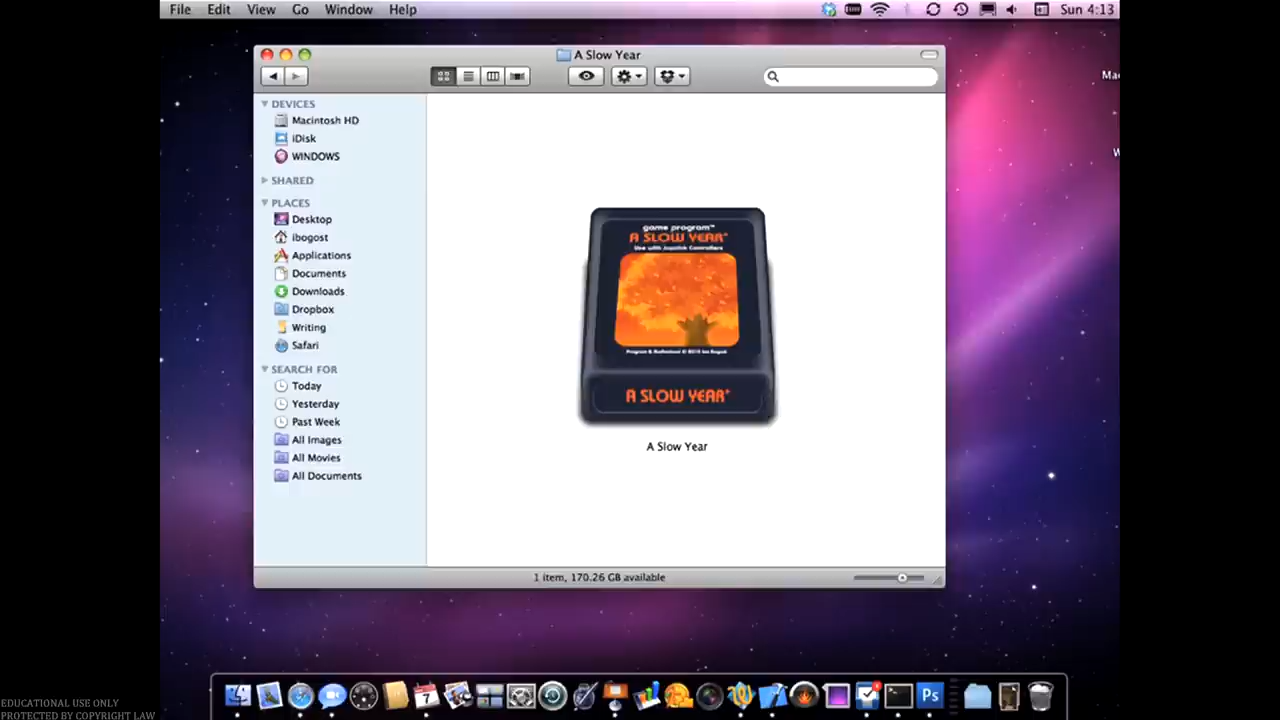 File Edit View Go Window Help Sun 4:13
A Slow Year
DEVICES
Macintosh HD
iDisk
WINDOWS
SHARED
PLACES
Desktop
ibogost
Applications
Documents
Downloads
Dropbox
Writing
Safari
SEARCH FOR
Today
Yesterday
Past Week
All Images
All Movies
All Documents
game program™
A SLOW YEAR
Use with Joystick Controllers
A SLOW YEAR
A Slow Year
1 item, 170.26 GB available
7
Ps
EDUCATIONAL USE ONLY
PROTECTED BY COPYRIGHT LAW